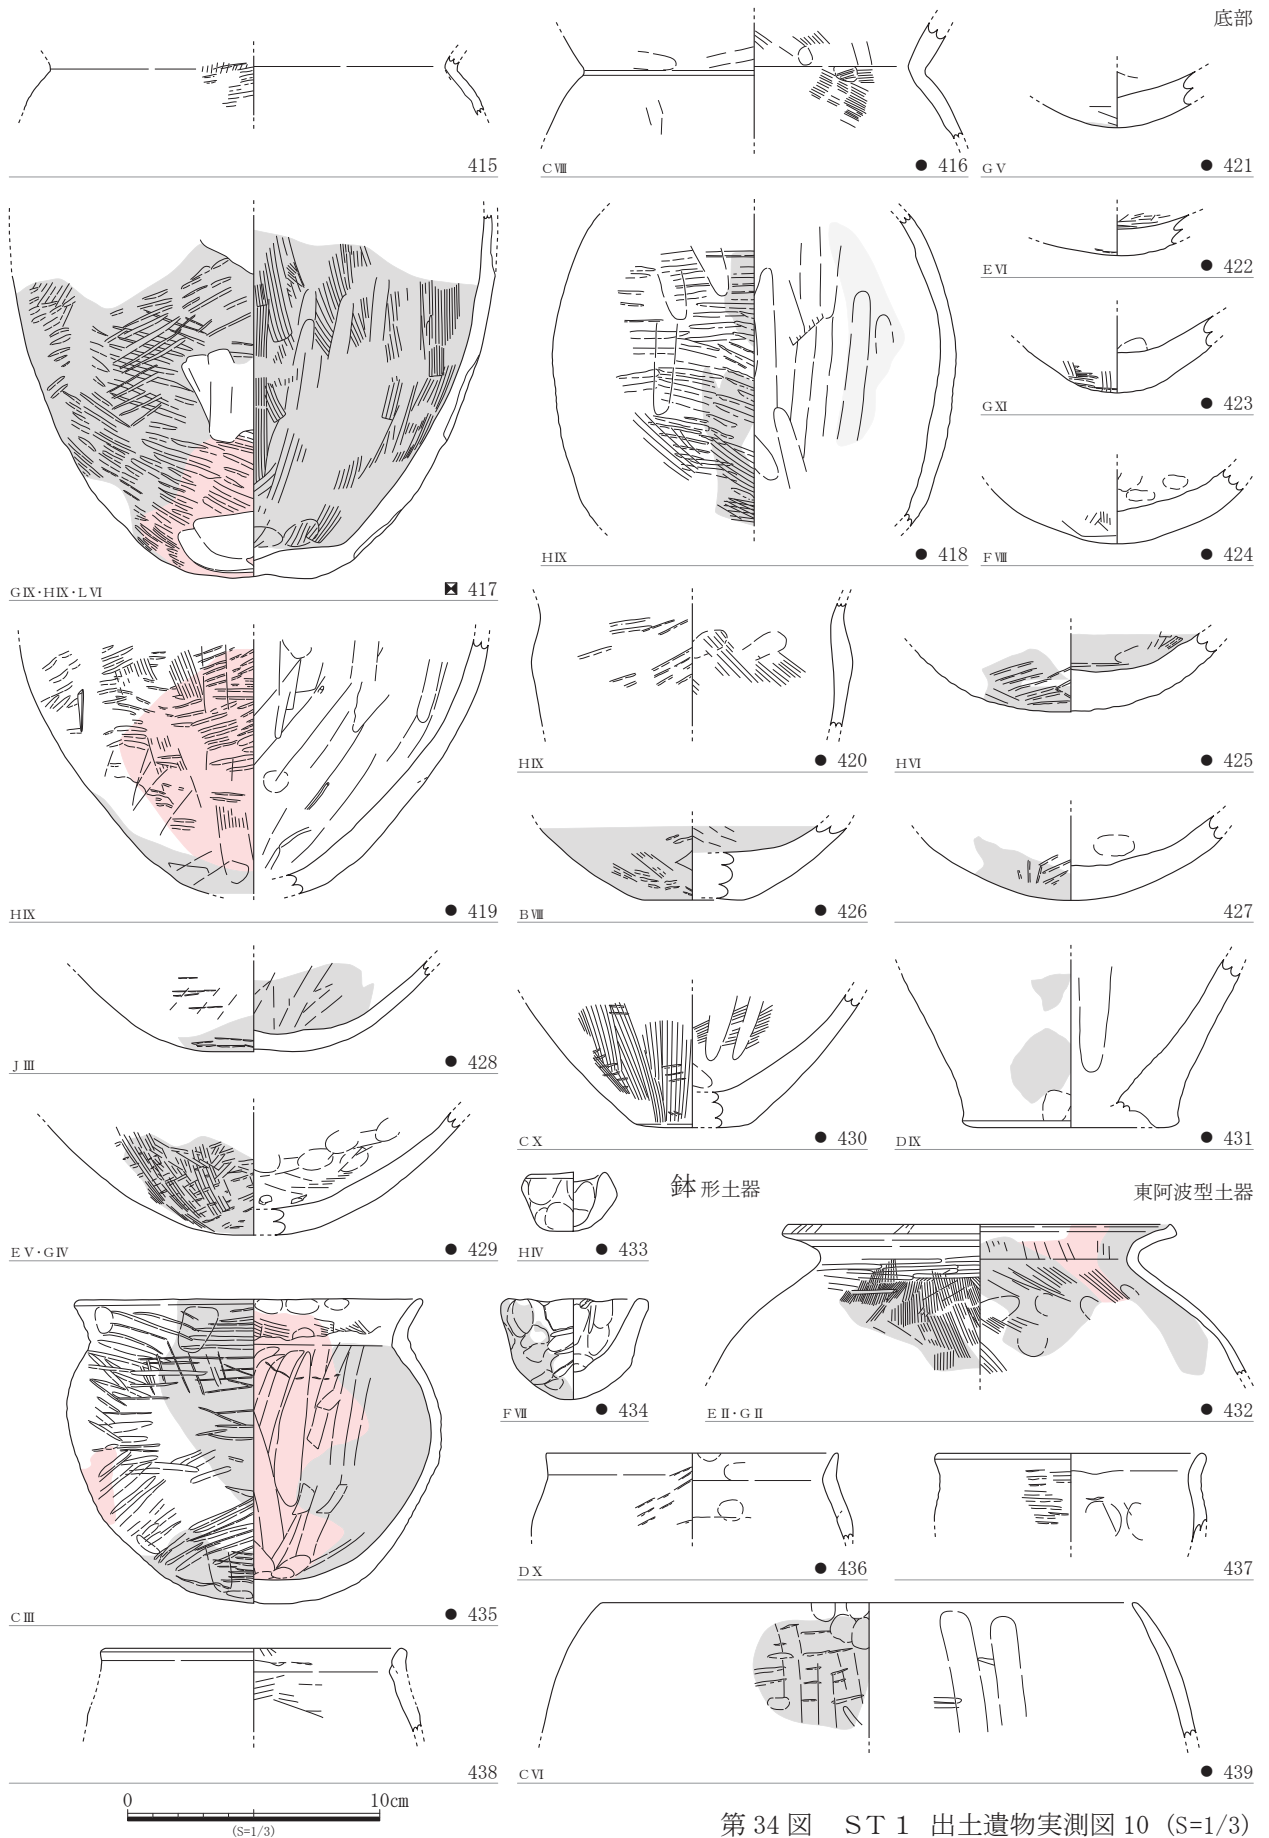 底部
415
CⅧ ● 416
GⅤ ● 421
EⅥ ● 422
GⅪ ● 423
FⅧ ● 424
GⅨ・HⅨ・LⅥ 417
HⅨ ● 418
HⅨ ● 419
HⅨ ● 420
HⅥ ● 425
BⅧ ● 426
427
JⅢ ● 428
CⅩ ● 430
DⅨ ● 431
EⅤ・GⅣ ● 429
鉢形土器
HⅣ ● 433
東阿波型土器
FⅦ ● 434
EⅡ・GⅡ ● 432
CⅢ ● 435
DⅩ ● 436
437
438
CⅥ ● 439
0 10cm
(S=1/3)
第34図 ST1 出土遺物実測図10 (S=1/3)